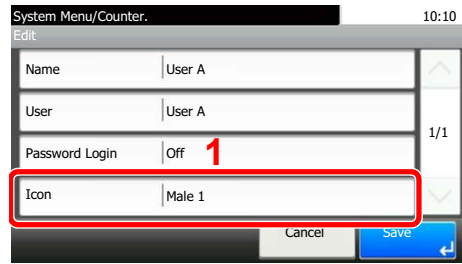 System Menu/Counter. 10:10
Edit
Name User A
User User A
1/1
Password Login Off 1
Icon Male 1
Cancel Save